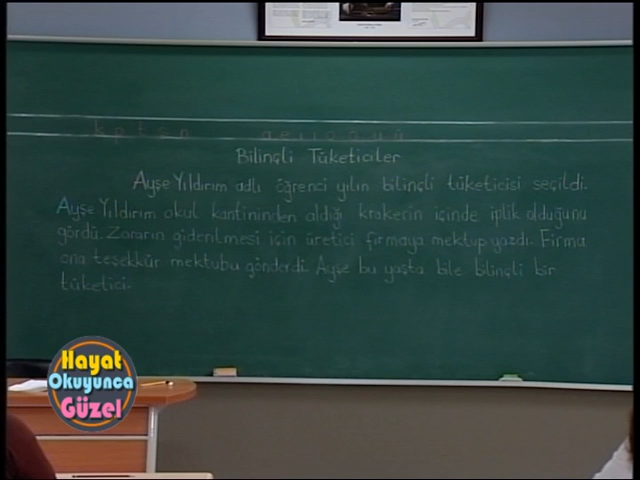 k p t s n a e ı i o ö u ü
Bilinçli Tüketiciler
Ayşe Yıldırım adlı öğrenci yılın bilinçli tüketicisi seçildi.
Ayşe Yıldırım okul kantininden aldığı krakerin içinde iplik olduğunu
gördü. Zararın giderilmesi için üretici firmaya mektup yazdı. Firma
ona teşekkür mektubu gönderdi. Ayşe bu yaşta bile bilinçli bir
tüketici.
Hayat
Okuyunca
Güzel